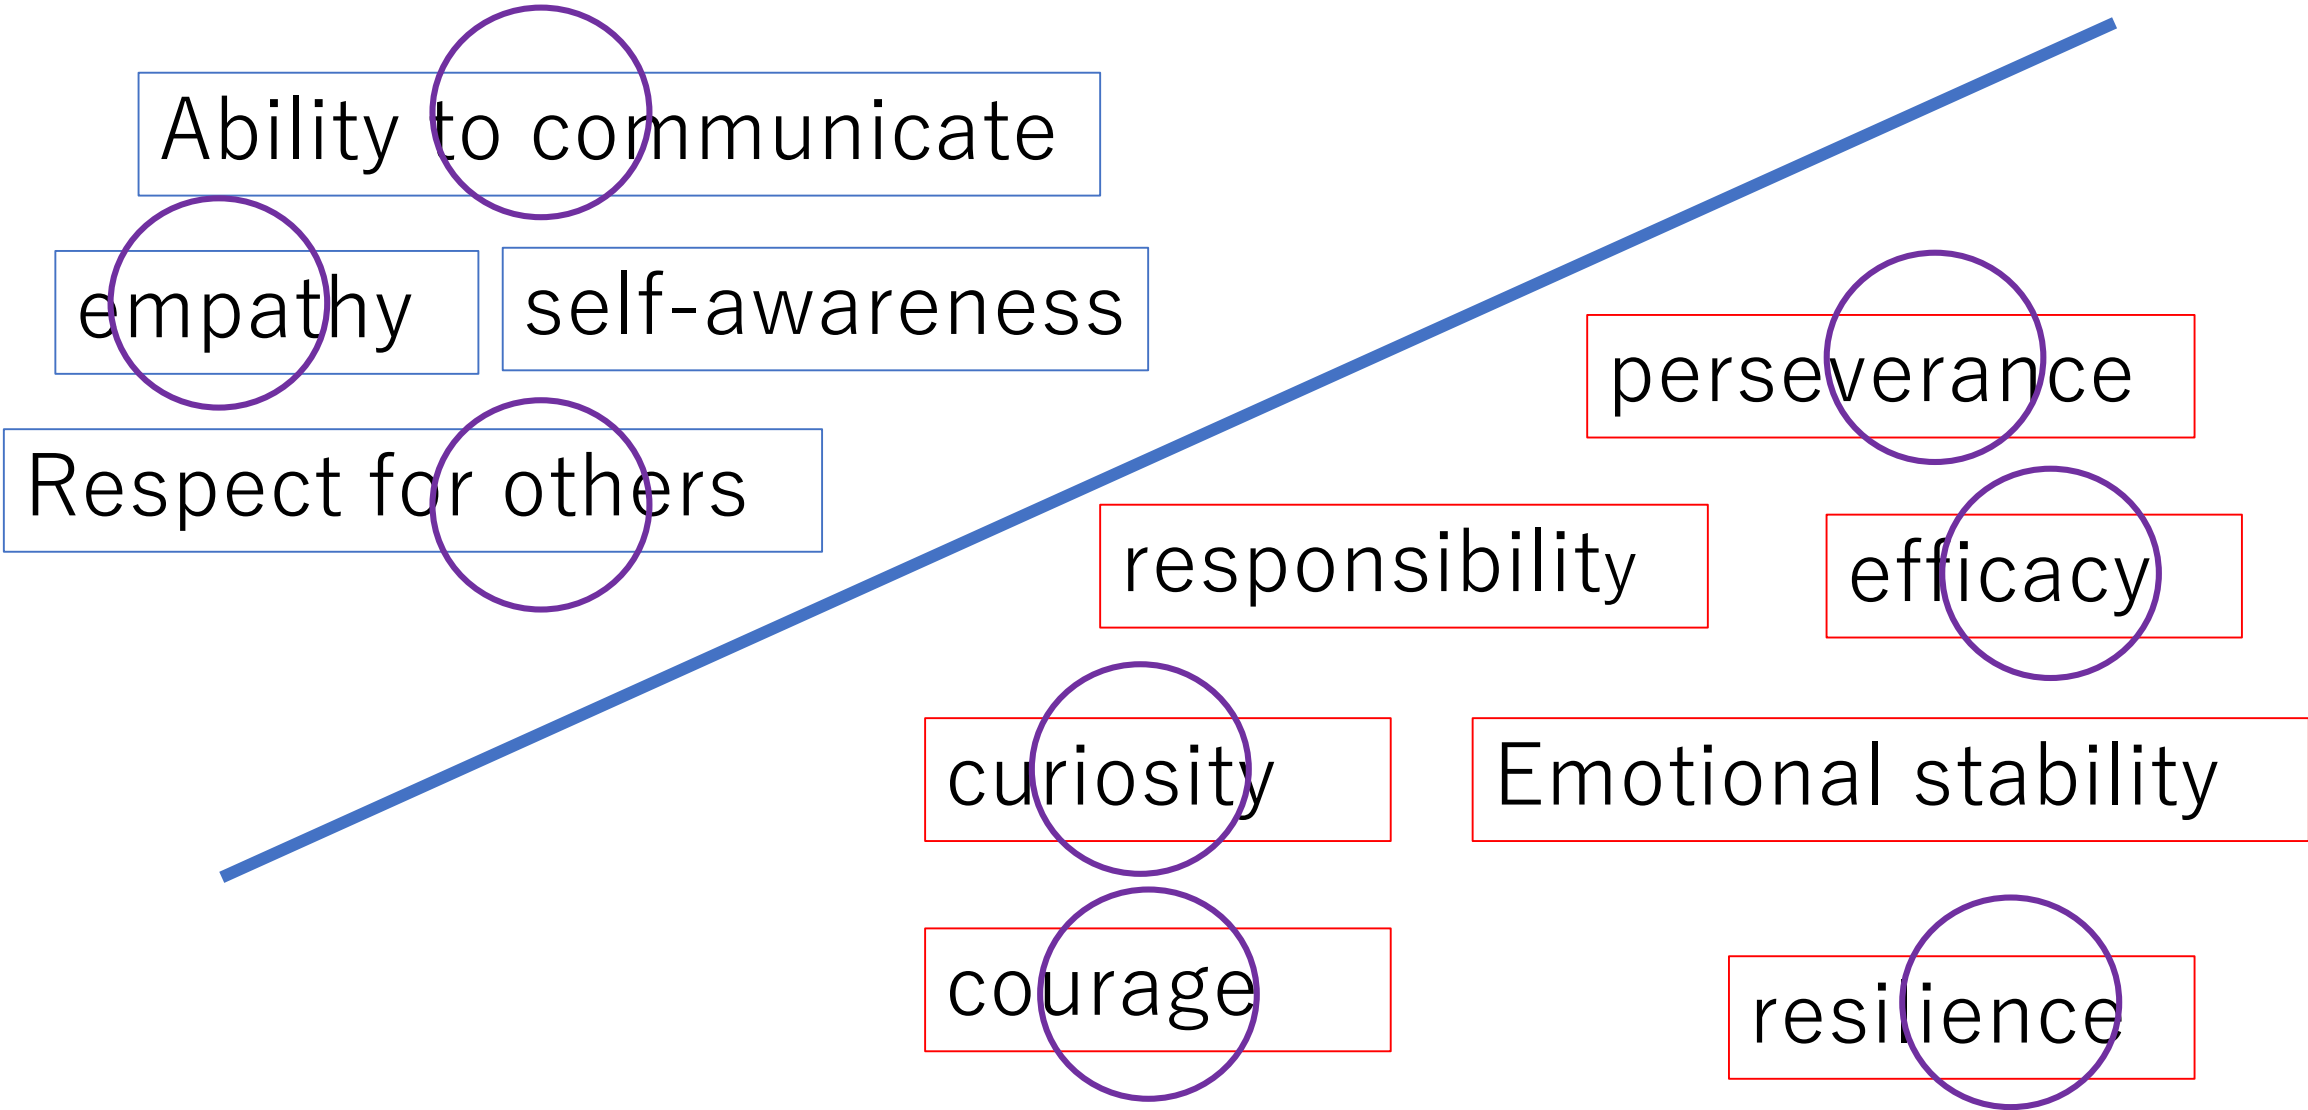 Ability to communicate
empathy
self-awareness
Respect for others
perseverance
responsibility
efficacy
curiosity
Emotional stability
courage
resilience